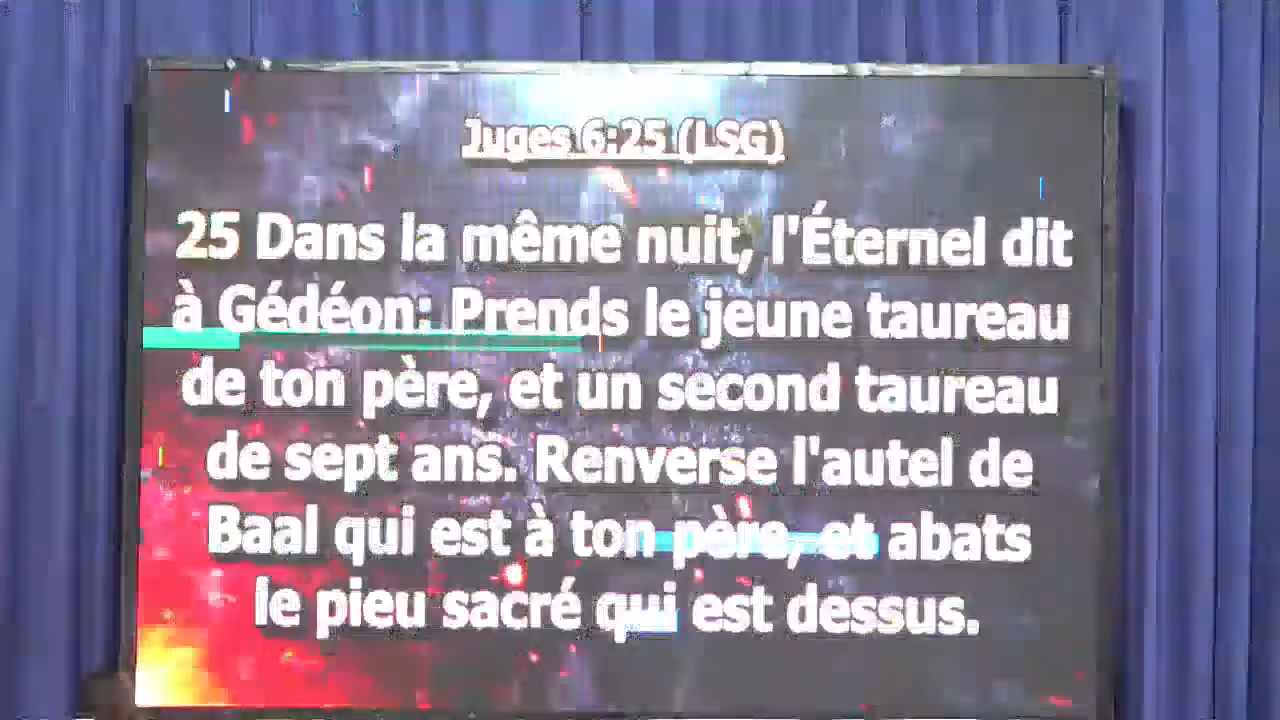 Juges 6:25 (LSG)
25 Dans la même nuit, l'Éternel dit
à Gédéon: Prends le jeune taureau
de ton père, et un second taureau
de sept ans. Renverse l'autel de
Baal qui est à ton père, et abats
le pieu sacré qui est dessus.